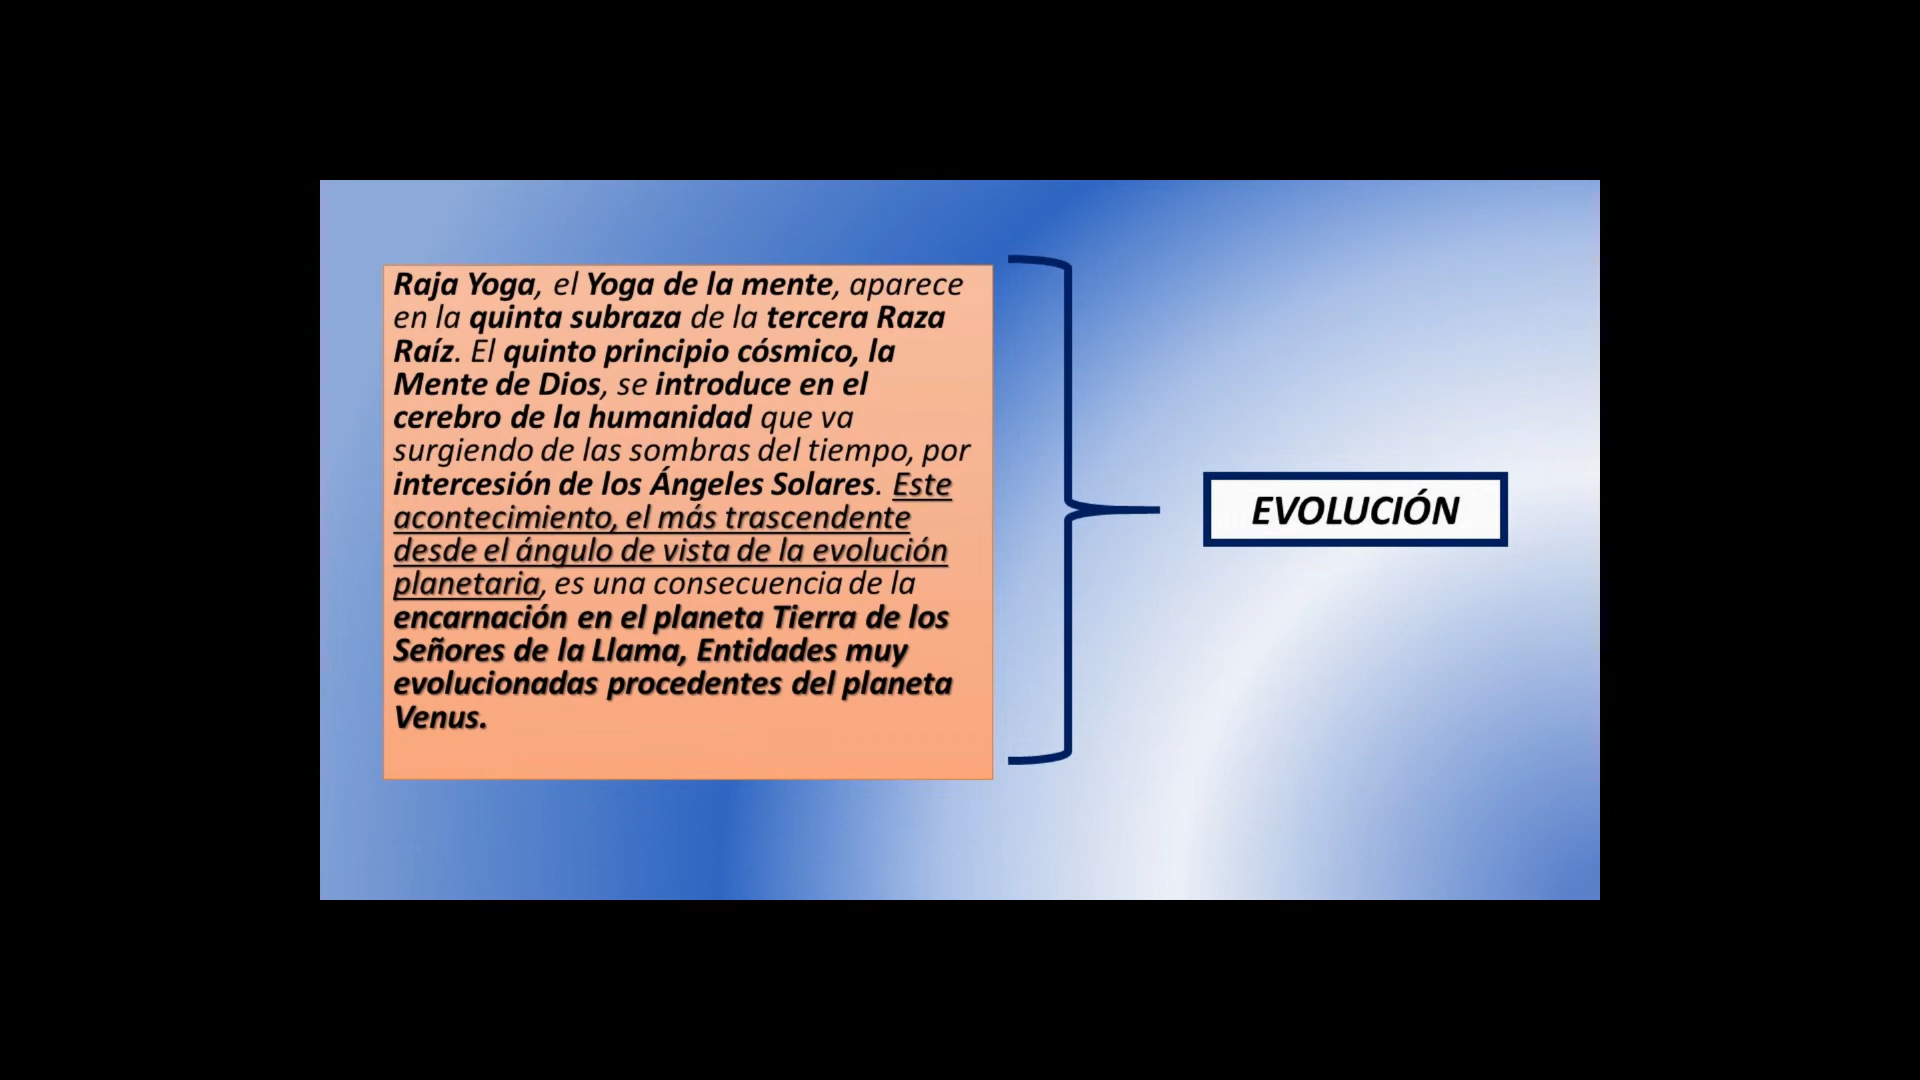 Raja Yoga, el Yoga de la mente, aparece
en la quinta subraza de la tercera Raza
Raíz. El quinto principio cósmico, la
Mente de Dios, se introduce en el
cerebro de la humanidad que va
surgiendo de las sombras del tiempo, por
intercesión de los Ángeles Solares. Este
acontecimiento, el más trascendente
desde el ángulo de vista de la evolución
planetaria, es una consecuencia de la
encarnación en el planeta Tierra de los
Señores de la Llama, Entidades muy
evolucionadas procedentes del planeta
Venus.
EVOLUCIÓN